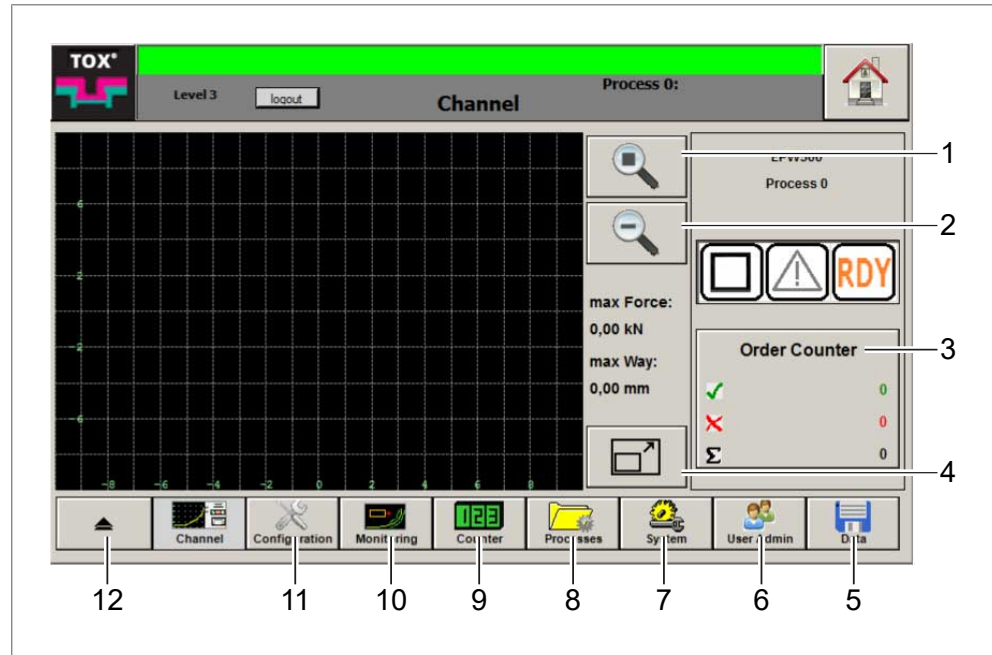 TOX®
Level 3
logout
Channel
Process 0:
Process 0
max Force:
0,00 kN
max Way:
0,00 mm
RDY
Order Counter
0
0
Σ 0
6
2
-2
-6
-8 -6 -4 -2 0 2 4 6 8
Channel
Configuration
123
Monitoring
Counter
Processes
System
User Admin
Data
1
2
3
4
5
6
7
8
9
10
11
12